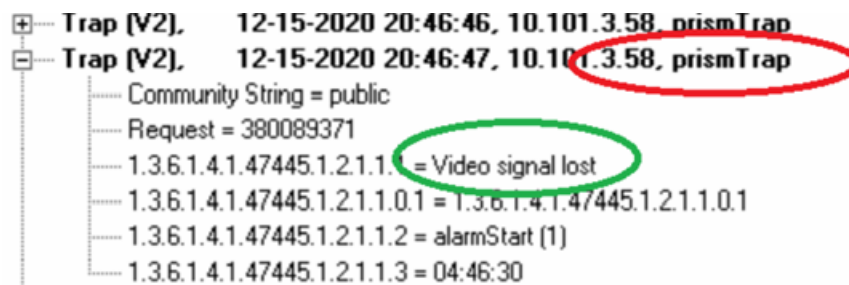 Trap (V2), 12-15-2020 20:46:46, 10.101.3.58, prismTrap
Trap (V2), 12-15-2020 20:46:47, 10.101.3.58, prismTrap
Community String = public
Request = 380089371
1.3.6.1.4.1.47445.1.2.1.1.1 = Video signal lost
1.3.6.1.4.1.47445.1.2.1.1.0.1 = 1.3.6.1.4.1.47445.1.2.1.1.0.1
1.3.6.1.4.1.47445.1.2.1.1.2 = alarmStart (1)
1.3.6.1.4.1.47445.1.2.1.1.3 = 04:46:30